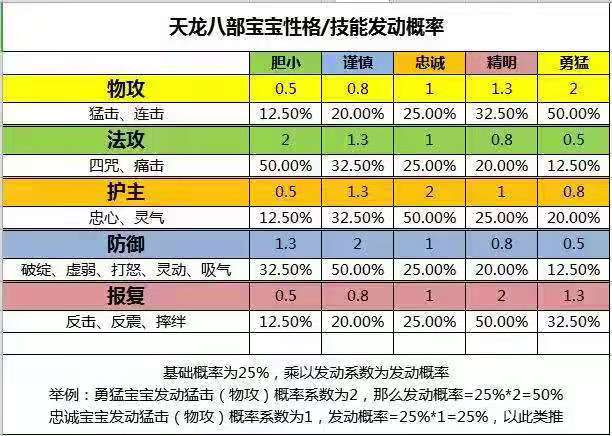 天龙八部宝宝性格/技能发动概率
胆小 谨慎 忠诚 精明 勇猛
物攻 0.5 0.8 1 1.3 2
猛击、连击 12.50% 20.00% 25.00% 32.50% 50.00%
法攻 2 1.3 1 0.8 0.5
四咒、痛击 50.00% 32.50% 25.00% 20.00% 12.50%
护主 0.5 1.3 2 1 0.8
忠心、灵气 12.50% 32.50% 50.00% 25.00% 20.00%
防御 1.3 2 1 0.8 0.5
破绽、虚弱、打怒、灵动、吸气 32.50% 50.00% 25.00% 20.00% 12.50%
报复 0.5 0.8 1 2 1.3
反击、反震、摔绊 12.50% 20.00% 25.00% 50.00% 32.50%
基础概率为25%，乘以发动系数为发动概率
举例：勇猛宝宝发动猛击（物攻）概率系数为2，那么发动概率=25%*2=50%
忠诚宝宝发动猛击（物攻）概率系数为1，发动概率=25%*1=25%，以此类推